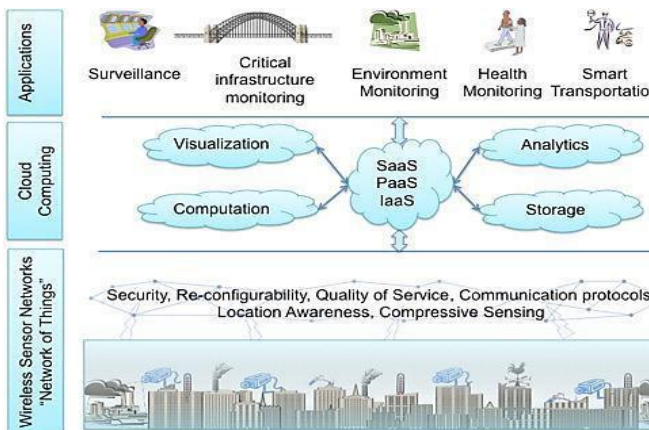 Applications
Surveillance
Critical
infrastructure
monitoring
Environment
Monitoring
Health
Monitoring
Smart
Transportatio
Cloud
Computing
Visualization
Computation
SaaS
PaaS
IaaS
Analytics
Storage
Wireless Sensor Networks
"Network of Things"
Security, Re-configurability, Quality of Service, Communication protocols
Location Awareness, Compressive Sensing